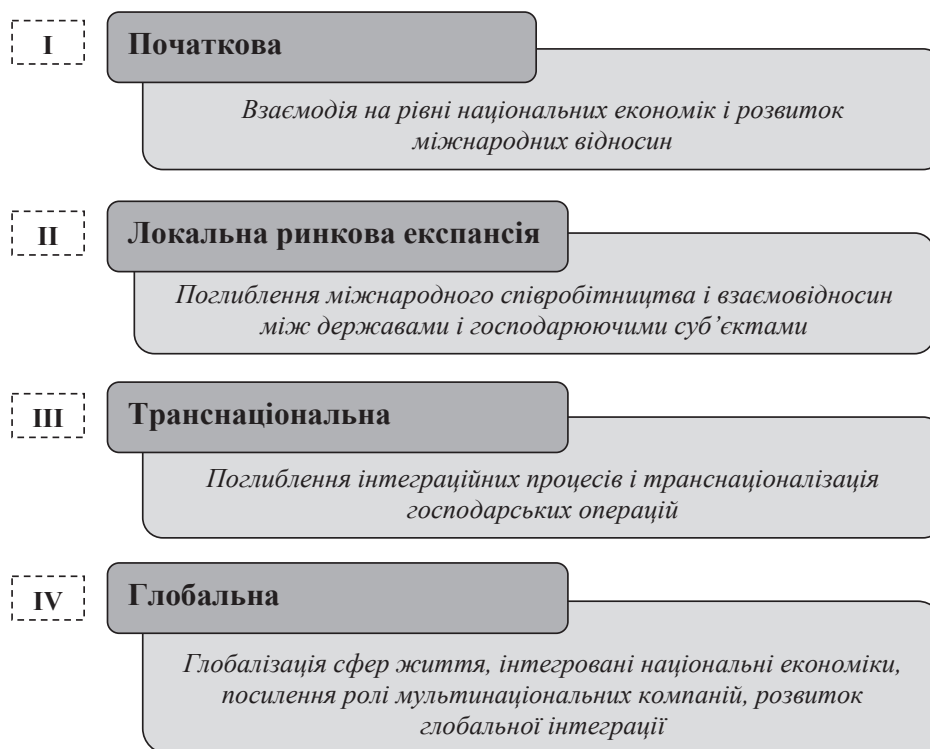 I
Початкова
Взаємодія на рівні національних економік і розвиток
міжнародних відносин
II
Локальна ринкова експансія
Поглиблення міжнародного співробітництва і взаємовідносин
між державами і господарюючими суб’єктами
III
Транснаціональна
Поглиблення інтеграційних процесів і транснаціоналізація
господарських операцій
IV
Глобальна
Глобалізація сфер життя, інтегровані національні економіки,
посилення ролі мультинаціональних компаній, розвиток
глобальної інтеграції